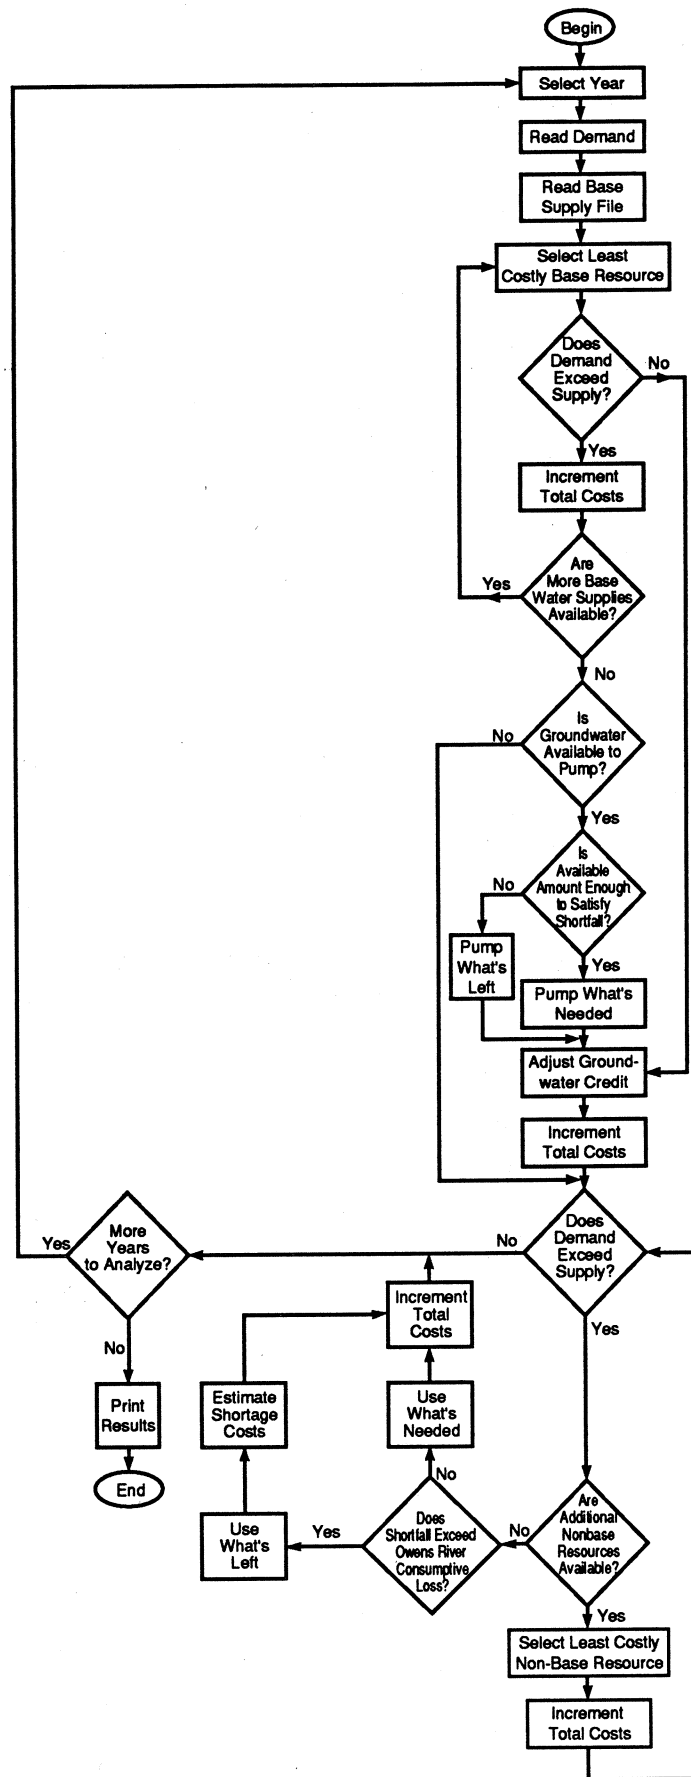 Begin
Select Year
Read Demand
Read Base
Supply File
Select Least
Costly Base Resource
Does
Demand
Exceed
Supply?
No
Yes
Increment
Total Costs
Are
More Base
Water Supplies
Available?
Yes
No
Is
Groundwater
Available to
Pump?
No
Yes
Is
Available
Amount Enough
to Satisfy
Shortfall?
No
Pump
What's
Left
Yes
Pump What's
Needed
Adjust Ground-
water Credit
Increment
Total Costs
Does
Demand
Exceed
Supply?
No
Yes
More
Years
to Analyze?
Yes
No
Print
Results
End
Increment
Total
Costs
Estimate
Shortage
Costs
Use
What's
Needed
No
Use
What's
Left
Yes
Does
Shortfall Exceed
Owens River
Consumptive
Loss?
No
Are
Additional
Nonbase
Resources
Available?
Yes
Select Least Costly
Non-Base Resource
Increment
Total Costs